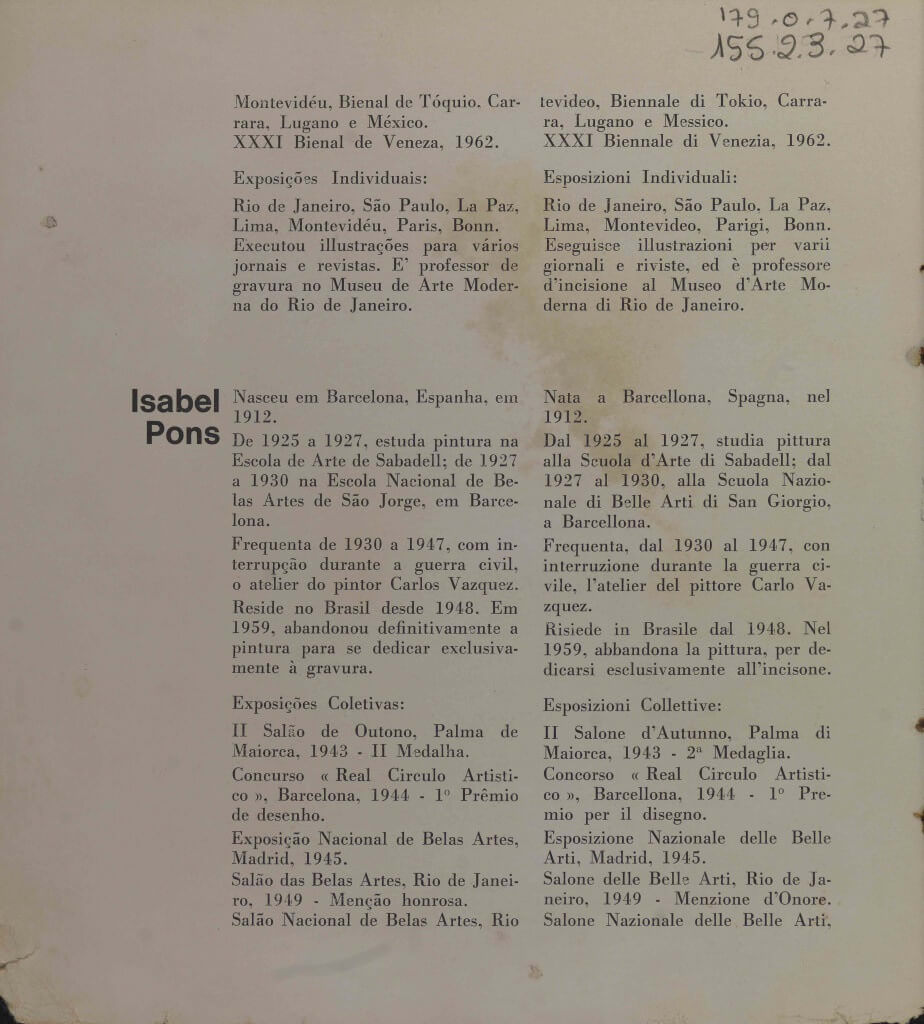 179.0.7.27
155.2.3.27
Montevidéu, Bienal de Tóquio, Car-
rara, Lugano e México.
XXXI Bienal de Veneza, 1962.
Exposições Individuais:
Rio de Janeiro, São Paulo, La Paz,
Lima, Montevidéu, Paris, Bonn.
Executou illustrações para vários
jornais e revistas. E' professor de
gravura no Museu de Arte Moder-
na do Rio de Janeiro.
tevideo, Biennale di Tokio, Carra-
ra, Lugano e Messico.
XXXI Biennale di Venezia, 1962.
Esposizioni Individuali:
Rio de Janeiro, São Paulo, La Paz,
Lima, Montevideo, Parigi, Bonn.
Eseguisce illustrazioni per varii
giornali e riviste, ed è professore
d'incisione al Museo d'Arte Mo-
derna di Rio de Janeiro.
Isabel
Pons
Nasceu em Barcelona, Espanha, em
1912.
De 1925 a 1927, estuda pintura na
Escola de Arte de Sabadell; de 1927
a 1930 na Escola Nacional de Be-
las Artes de São Jorge, em Barce-
lona.
Frequenta de 1930 a 1947, com in-
terrupção durante a guerra civil,
o atelier do pintor Carlos Vazquez.
Reside no Brasil desde 1948. Em
1959, abandonou definitivamente a
pintura para se dedicar exclusiva-
mente à gravura.
Exposições Coletivas:
II Salão de Outono, Palma de
Maiorca, 1943 - II Medalha.
Concurso « Real Circulo Artisti-
co », Barcelona, 1944 - 1º Prêmio
de desenho.
Exposição Nacional de Belas Artes,
Madrid, 1945.
Salão das Belas Artes, Rio de Janei-
ro, 1949 - Menção honrosa.
Salão Nacional de Belas Artes, Rio
Nata a Barcellona, Spagna, nel
1912.
Dal 1925 al 1927, studia pittura
alla Scuola d'Arte di Sabadell; dal
1927 al 1930, alla Scuola Nazio-
nale di Belle Arti di San Giorgio,
a Barcellona.
Frequenta, dal 1930 al 1947, con
interruzione durante la guerra ci-
vile, l'atelier del pittore Carlo Va-
zquez.
Risiede in Brasile dal 1948. Nel
1959, abbandona la pittura, per de-
dicarsi esclusivamente all'incisone.
Esposizioni Collettive:
II Salone d'Autunno, Palma di
Maiorca, 1943 - 2ª Medaglia.
Concorso « Real Circulo Artisti-
co », Barcellona, 1944 - 1º Pre-
mio per il disegno.
Esposizione Nazionale delle Belle
Arti, Madrid, 1945.
Salone delle Belle Arti, Rio de Ja-
neiro, 1949 - Menzione d'Onore.
Salone Nazionale delle Belle Arti,